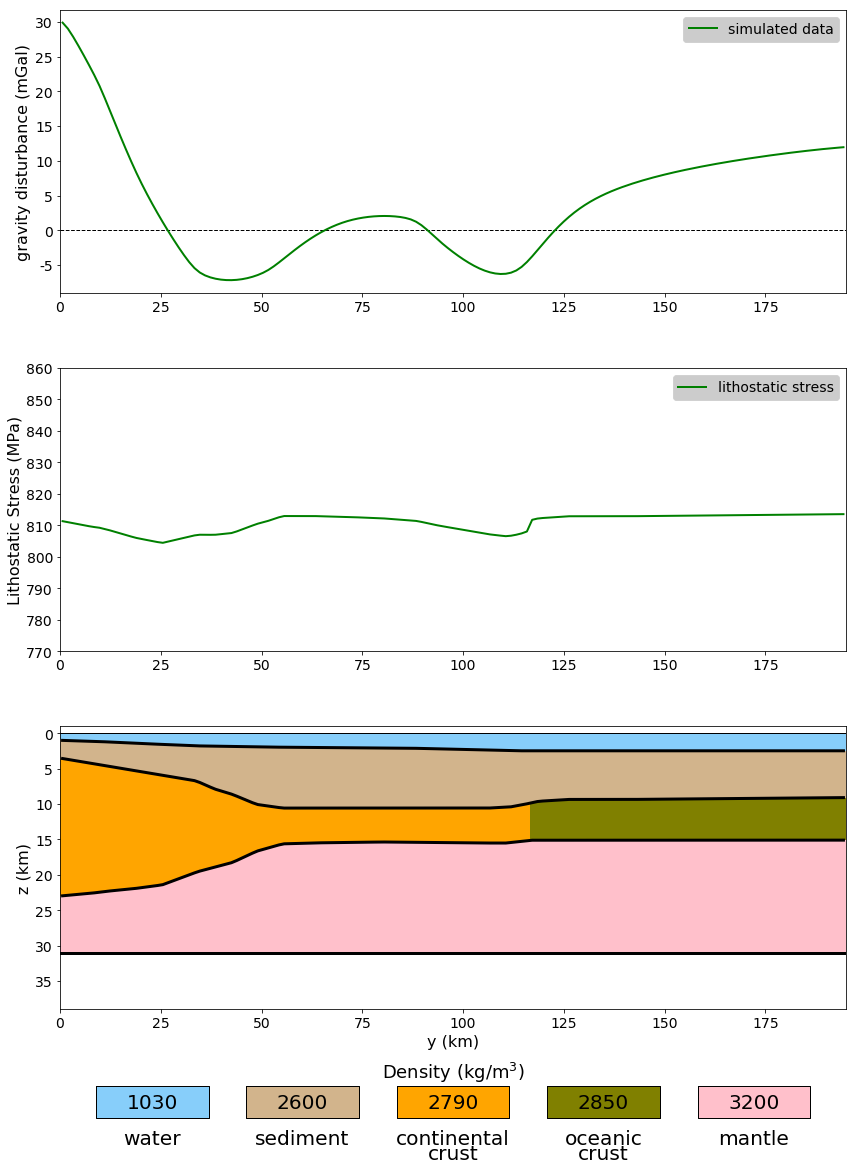 simulated data
gravity disturbance (mGal)
30
25
20
15
10
5
0
-5
0 25 50 75 100 125 150 175
lithostatic stress
Lithostatic Stress (MPa)
860
850
840
830
820
810
800
790
780
770
0 25 50 75 100 125 150 175
z (km)
0
5
10
15
20
25
30
35
0 25 50 75 100 125 150 175
y (km)
Density (kg/m³)
1030 2600 2790 2850 3200
water sediment continental oceanic mantle
crust crust